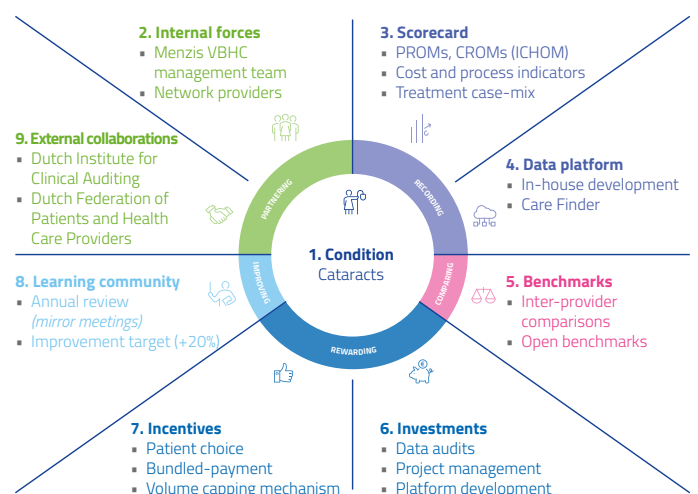 2. Internal forces
▪ Menzis VBHC
management team
▪ Network providers
3. Scorecard
▪ PROMs, CROMs (ICHOM)
▪ Cost and process indicators
▪ Treatment case-mix
9. External collaborations
▪ Dutch Institute for
Clinical Auditing
▪ Dutch Federation of
Patients and Health
Care Providers
4. Data platform
▪ In-house development
▪ Care Finder
PARTNERING
RECORDING
1. Condition
Cataracts
IMPROVING
COMPARING
REWARDING
8. Learning community
▪ Annual review
(mirror meetings)
▪ Improvement target (+20%)
5. Benchmarks
▪ Inter-provider
comparisons
▪ Open benchmarks
7. Incentives
▪ Patient choice
▪ Bundled-payment
▪ Volume capping mechanism
6. Investments
▪ Data audits
▪ Project management
▪ Platform development